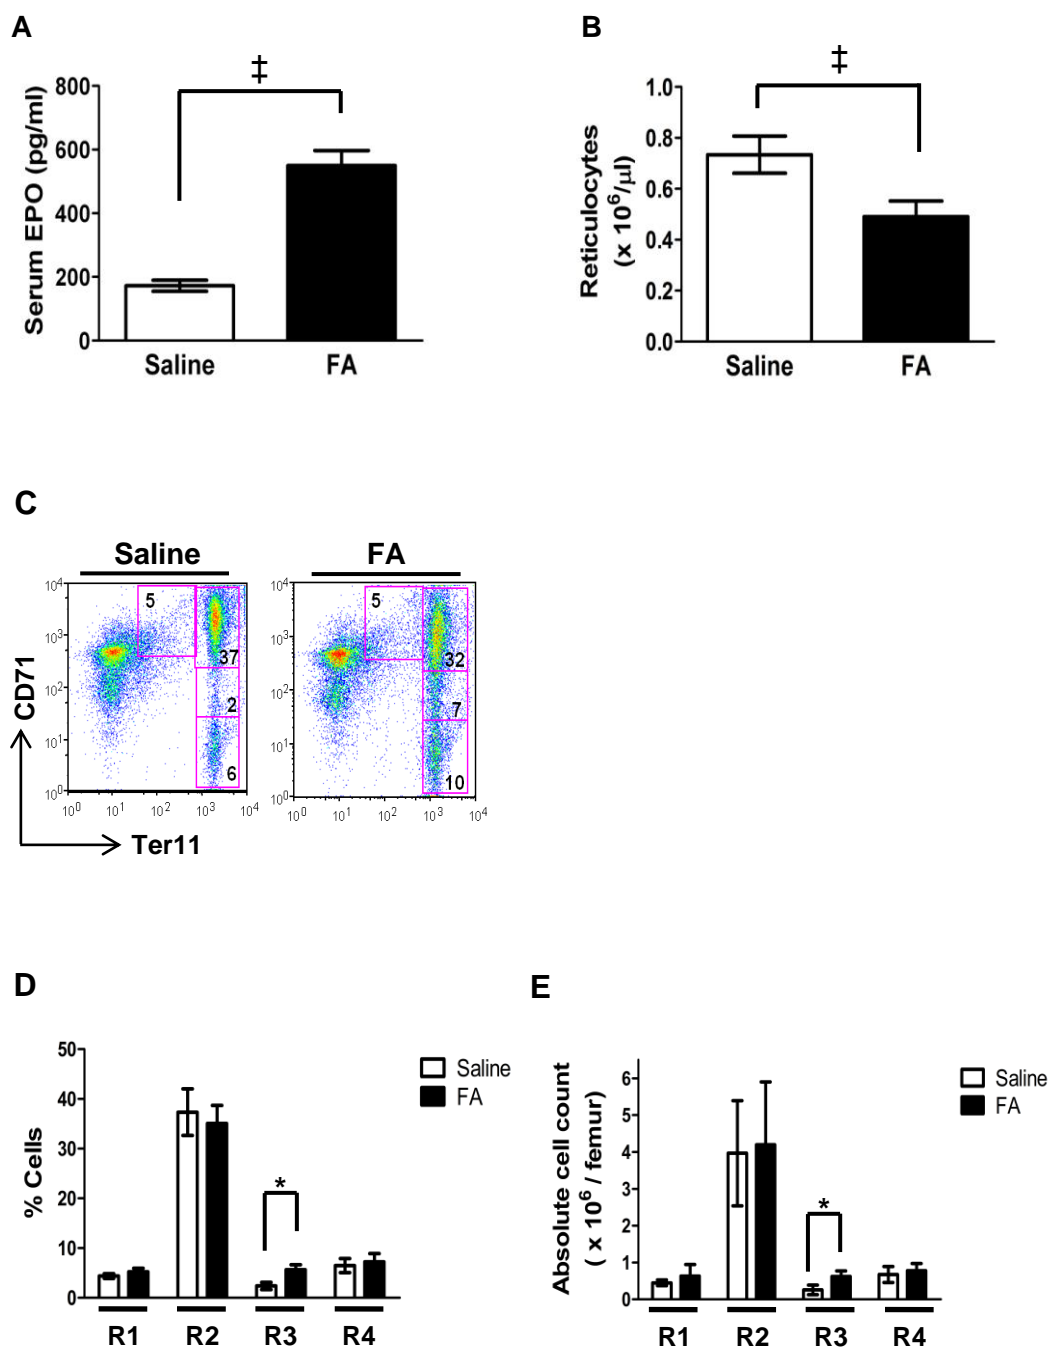 A
‡
Serum EPO (pg/ml)
800
600
400
200
0
Saline FA
B
‡
Reticulocytes
(x 10⁶/μl)
1.0
0.8
0.6
0.4
0.2
0.0
Saline FA
C
Saline FA
10⁴
10³
10²
10¹
10⁰
5
37
2
6
10⁰ 10¹ 10² 10³ 10⁴
10⁴
10³
10²
10¹
10⁰
5
32
7
10
10⁰ 10¹ 10² 10³ 10⁴
CD71
Ter11
D
% Cells
50
40
30
20
10
0
*
Saline
FA
R1 R2 R3 R4
E
Absolute cell count
( x 10⁶ / femur)
6
5
4
3
2
1
0
*
Saline
FA
R1 R2 R3 R4